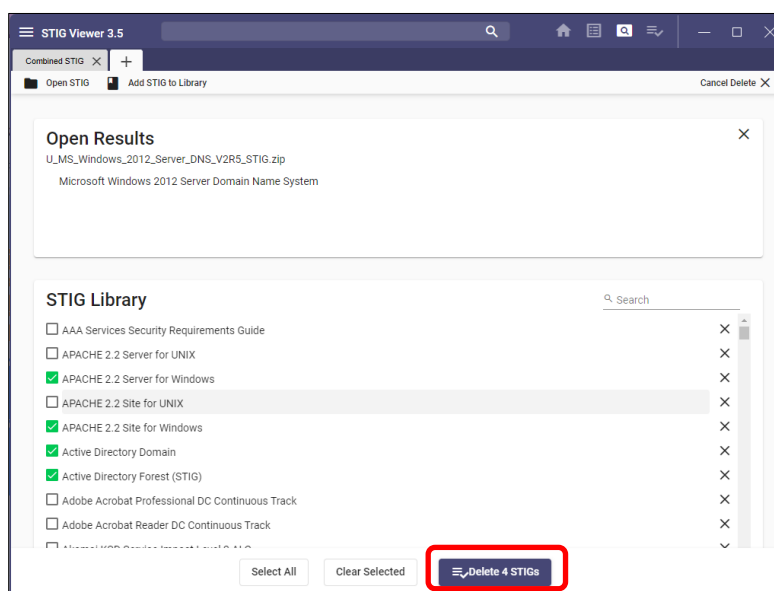 STIG Viewer 3.5
Combined STIG
Open STIG Add STIG to Library Cancel Delete
Open Results
U_MS_Windows_2012_Server_DNS_V2R5_STIG.zip
Microsoft Windows 2012 Server Domain Name System
STIG Library Search
AAA Services Security Requirements Guide
APACHE 2.2 Server for UNIX
APACHE 2.2 Server for Windows
APACHE 2.2 Site for UNIX
APACHE 2.2 Site for Windows
Active Directory Domain
Active Directory Forest (STIG)
Adobe Acrobat Professional DC Continuous Track
Adobe Acrobat Reader DC Continuous Track
Select All Clear Selected Delete 4 STIGs